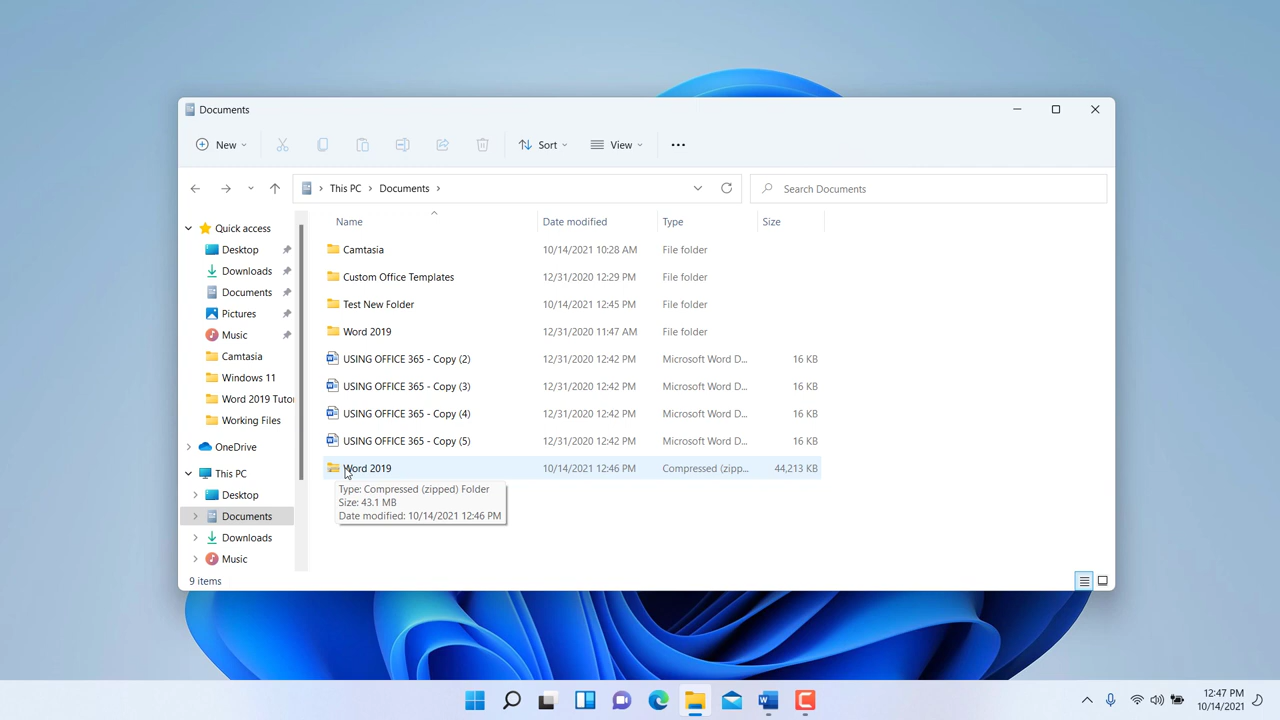 Documents
New
Sort
View
This PC > Documents >
Search Documents
Name Date modified Type Size
Quick access
Desktop
Downloads
Documents
Pictures
Music
Camtasia
Windows 11
Word 2019 Tutor
Working Files
OneDrive
This PC
Desktop
Documents
Downloads
Music
Camtasia 10/14/2021 10:28 AM File folder
Custom Office Templates 12/31/2020 12:29 PM File folder
Test New Folder 10/14/2021 12:45 PM File folder
Word 2019 12/31/2020 11:47 AM File folder
USING OFFICE 365 - Copy (2) 12/31/2020 12:42 PM Microsoft Word D... 16 KB
USING OFFICE 365 - Copy (3) 12/31/2020 12:42 PM Microsoft Word D... 16 KB
USING OFFICE 365 - Copy (4) 12/31/2020 12:42 PM Microsoft Word D... 16 KB
USING OFFICE 365 - Copy (5) 12/31/2020 12:42 PM Microsoft Word D... 16 KB
Word 2019 10/14/2021 12:46 PM Compressed (zipp... 44,213 KB
Type: Compressed (zipped) Folder
Size: 43.1 MB
Date modified: 10/14/2021 12:46 PM
9 items
12:47 PM
10/14/2021